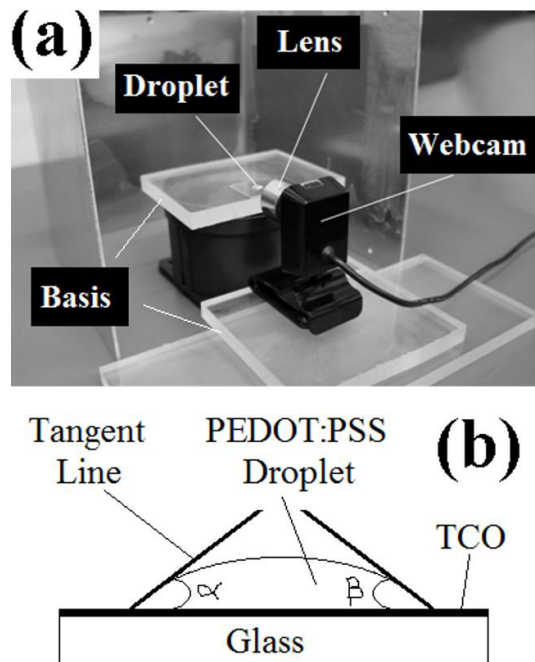 (a)
Lens
Droplet
Webcam
Basis
Tangent
Line
PEDOT:PSS
Droplet
(b)
TCO
α
β
Glass